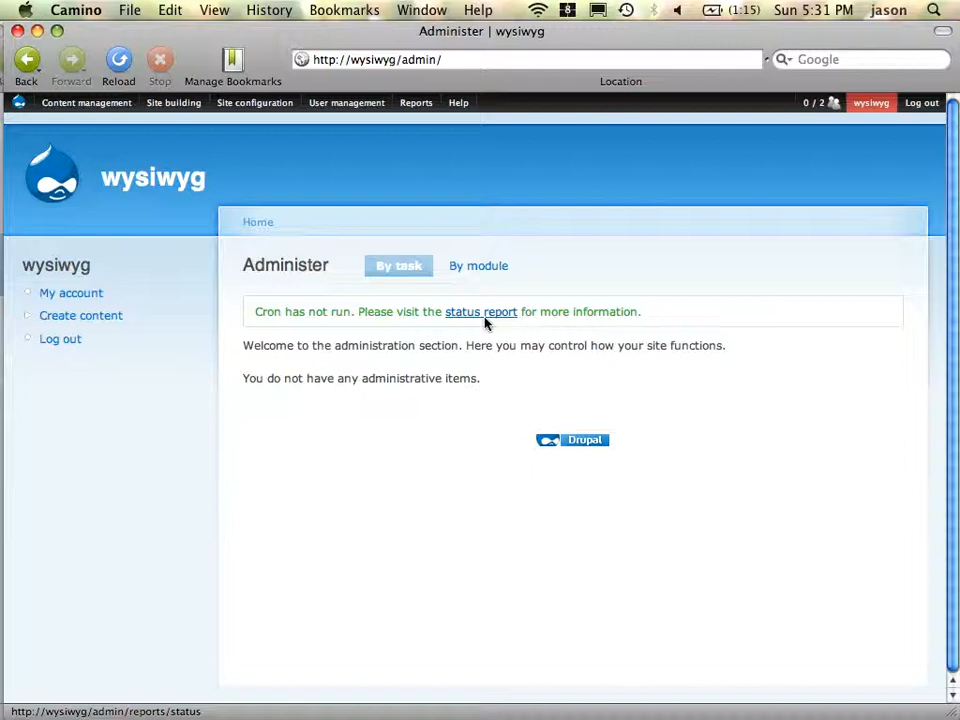 Camino File Edit View History Bookmarks Window Help (1:15) Sun 5:31 PM jason
Administer | wysiwyg
http://wysiwyg/admin/ Google
Back Forward Reload Stop Manage Bookmarks Location
Content management Site building Site configuration User management Reports Help 0 / 2 wysiwyg Log out
wysiwyg
Home
wysiwyg
Administer By task By module
My account
Cron has not run. Please visit the status report for more information.
Create content
Log out
Welcome to the administration section. Here you may control how your site functions.
You do not have any administrative items.
Drupal
http://wysiwyg/admin/reports/status